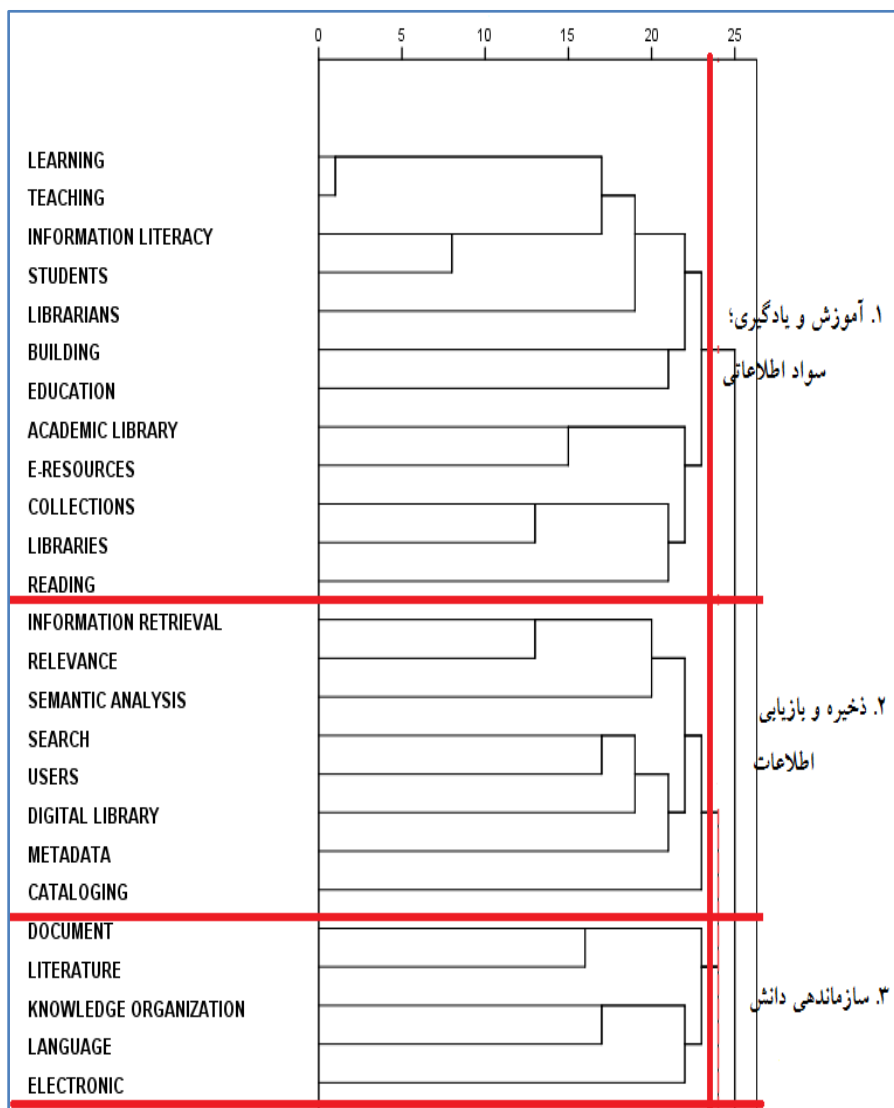 0 5 10 15 20 25
LEARNING
TEACHING
INFORMATION LITERACY
STUDENTS
LIBRARIANS
BUILDING
EDUCATION
ACADEMIC LIBRARY
E-RESOURCES
COLLECTIONS
LIBRARIES
READING
INFORMATION RETRIEVAL
RELEVANCE
SEMANTIC ANALYSIS
SEARCH
USERS
DIGITAL LIBRARY
METADATA
CATALOGING
DOCUMENT
LITERATURE
KNOWLEDGE ORGANIZATION
LANGUAGE
ELECTRONIC
۱. آموزش و یادگیری؛
سواد اطلاعاتی
۲. ذخیره و بازیابی
اطلاعات
۳. سازماندهی دانش